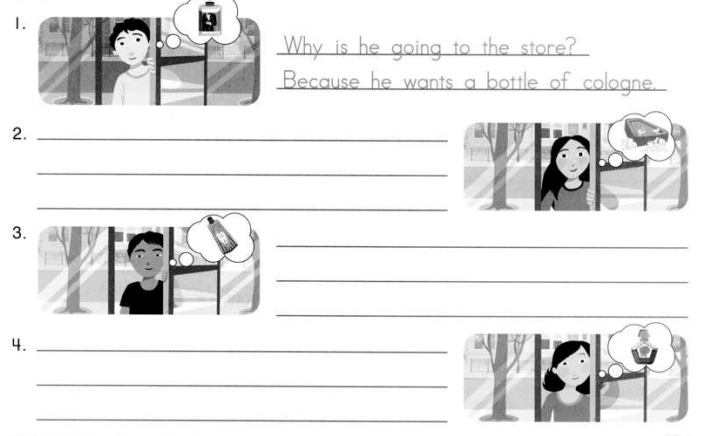 1.
Why is he going to the store?
Because he wants a bottle of cologne.
2.
3.
4.